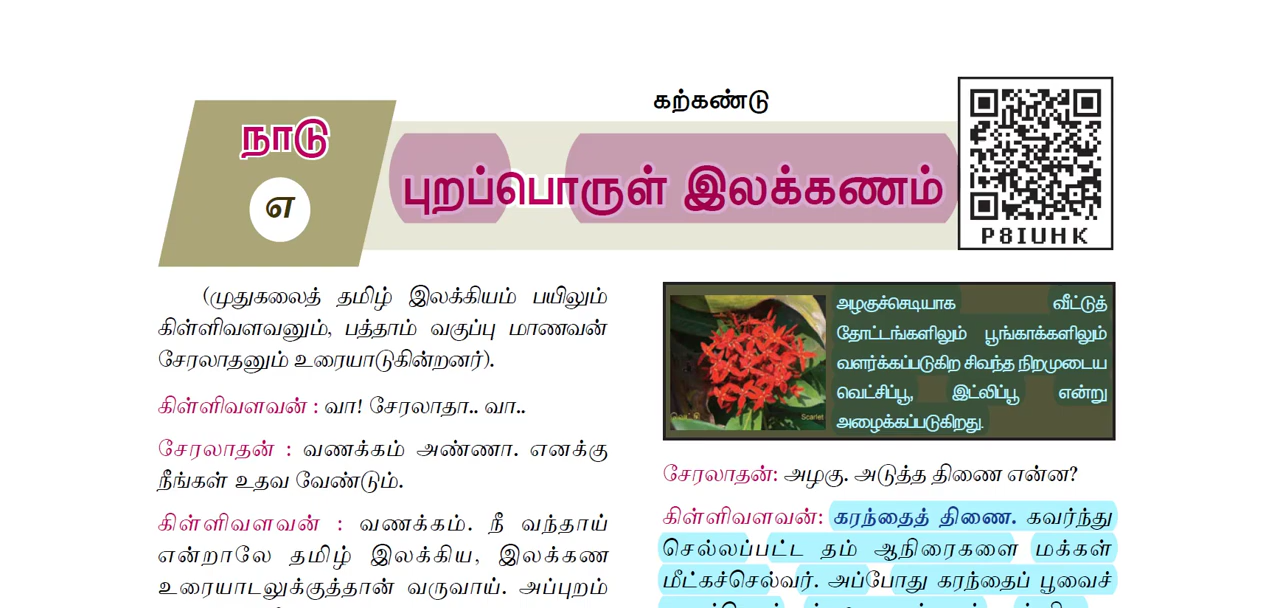 கற்கண்டு
நாடு
எ
புறப்பொருள் இலக்கணம்
P8IUHK
(முதுகலைத் தமிழ் இலக்கியம் பயிலும்
கிள்ளிவளவனும், பத்தாம் வகுப்பு மாணவன்
சேரலாதனும் உரையாடுகின்றனர்).
கிள்ளிவளவன் : வா! சேரலாதா.. வா..
சேரலாதன் : வணக்கம் அண்ணா. எனக்கு
நீங்கள் உதவ வேண்டும்.
கிள்ளிவளவன் : வணக்கம். நீ வந்தாய்
என்றாலே தமிழ் இலக்கிய, இலக்கண
உரையாடலுக்குத்தான் வருவாய். அப்புறம்
அழகுச்செடியாக வீட்டுத்
தோட்டங்களிலும் பூங்காக்களிலும்
வளர்க்கப்படுகிற சிவந்த நிறமுடைய
வெட்சிப்பூ, இட்லிப்பூ என்று
அழைக்கப்படுகிறது.
வெட்சி Scarlet
சேரலாதன்: அழகு. அடுத்த திணை என்ன?
கிள்ளிவளவன்: கரந்தைத் திணை. கவர்ந்து
செல்லப்பட்ட தம் ஆநிரைகளை மக்கள்
மீட்கச்செல்வர். அப்போது கரந்தைப் பூவைச்